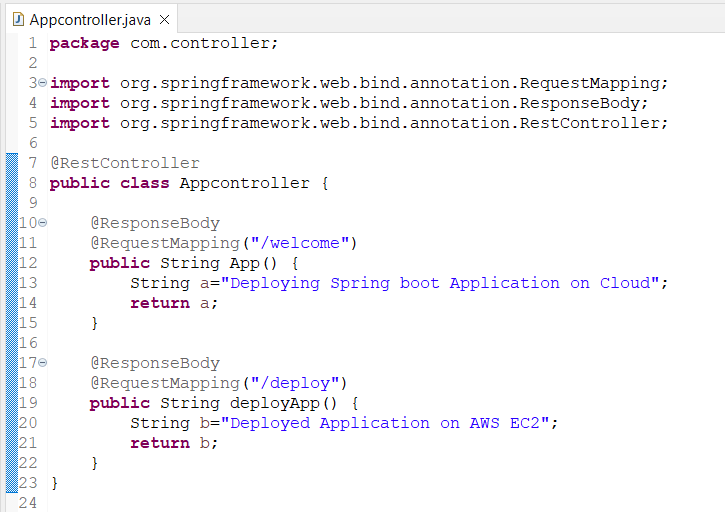 Appcontroller.java
1 package com.controller;
2
3 import org.springframework.web.bind.annotation.RequestMapping;
4 import org.springframework.web.bind.annotation.ResponseBody;
5 import org.springframework.web.bind.annotation.RestController;
6
7 @RestController
8 public class Appcontroller {
9
10     @ResponseBody
11     @RequestMapping("/welcome")
12     public String App() {
13         String a="Deploying Spring boot Application on Cloud";
14         return a;
15     }
16
17     @ResponseBody
18     @RequestMapping("/deploy")
19     public String deployApp() {
20         String b="Deployed Application on AWS EC2";
21         return b;
22     }
23 }
24